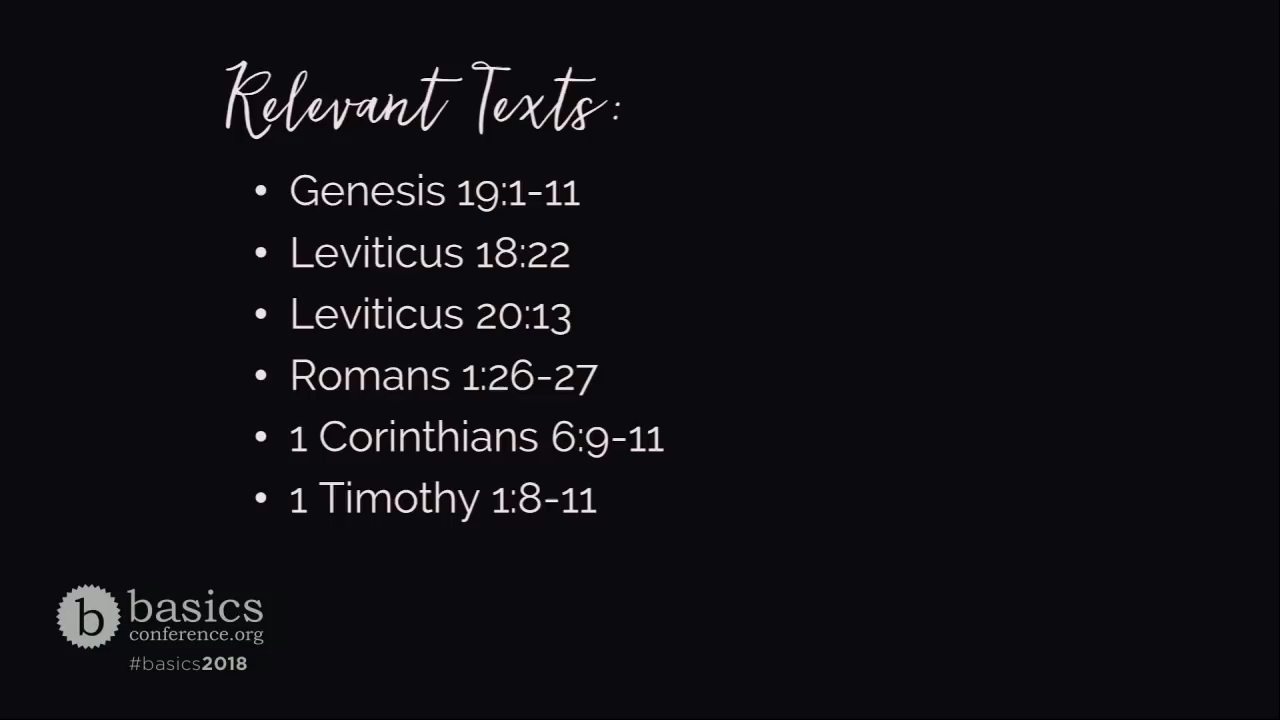 Relevant Texts:
• Genesis 19:1-11
• Leviticus 18:22
• Leviticus 20:13
• Romans 1:26-27
• 1 Corinthians 6:9-11
• 1 Timothy 1:8-11
b basics
conference.org
#basics2018